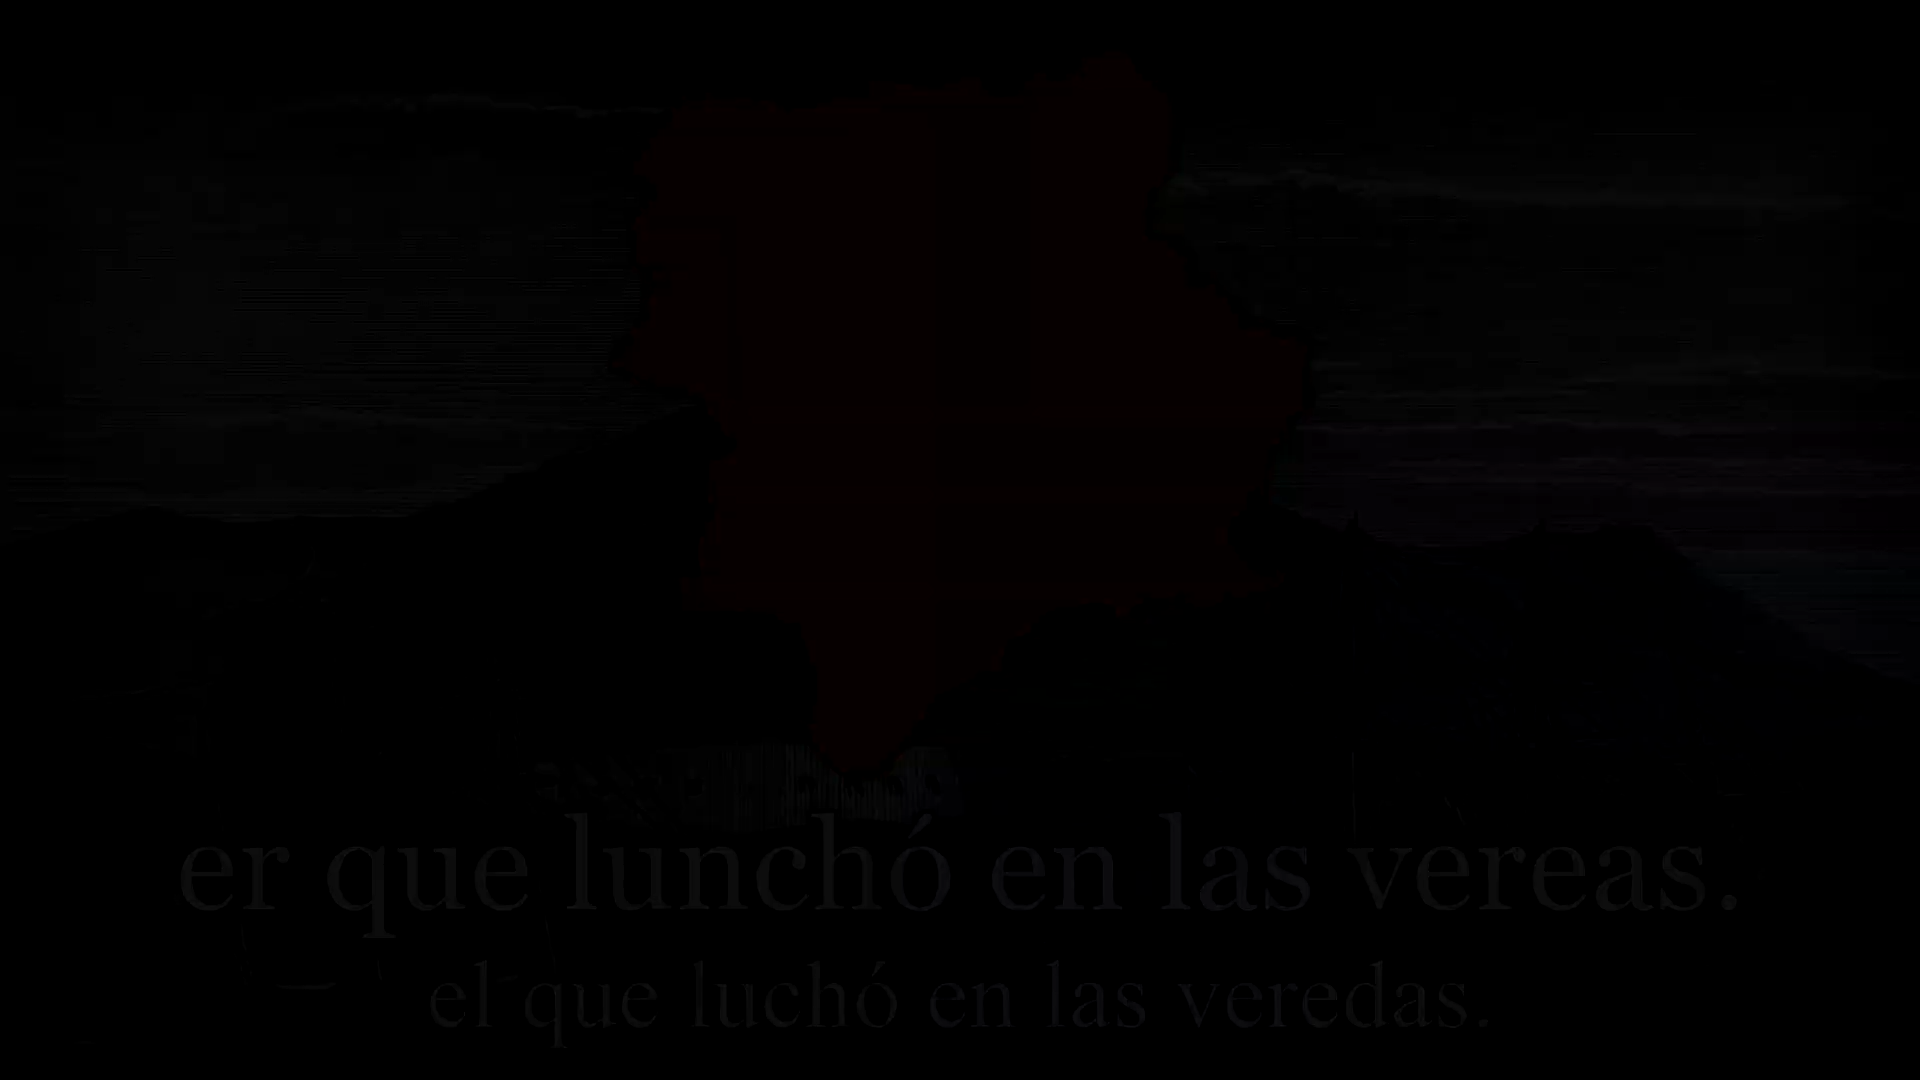 er que lunchó en las vereas.
el que luchó en las veredas.